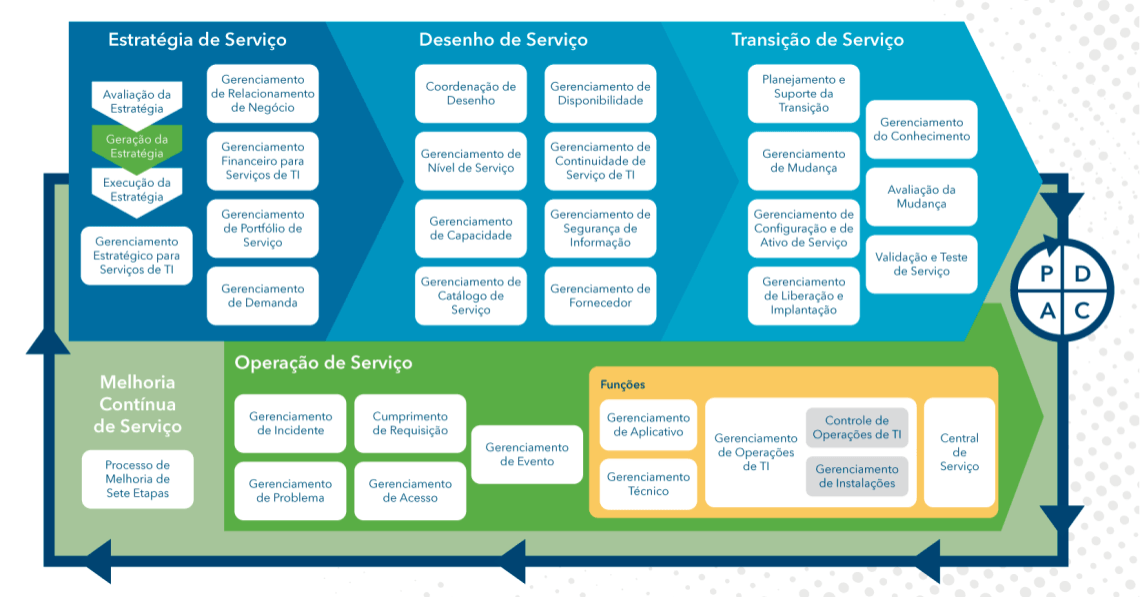 Estratégia de Serviço
Avaliação da
Estratégia
Geração da
Estratégia
Execução da
Estratégia
Gerenciamento
Estratégico para
Serviços de TI
Gerenciamento
de Relacionamento
de Negócio
Gerenciamento
Financeiro para
Serviços de TI
Gerenciamento
de Portfólio de
Serviço
Gerenciamento
de Demanda
Desenho de Serviço
Coordenação de
Desenho
Gerenciamento de
Nível de Serviço
Gerenciamento
de Capacidade
Gerenciamento de
Catálogo de
Serviço
Gerenciamento de
Disponibilidade
Gerenciamento de
Continuidade de
Serviço de TI
Gerenciamento de
Segurança de
Informação
Gerenciamento de
Fornecedor
Transição de Serviço
Planejamento e
Suporte da
Transição
Gerenciamento
de Mudança
Gerenciamento de
Configuração e de
Ativo de Serviço
Gerenciamento
de Liberação e
Implantação
Gerenciamento
do Conhecimento
Avaliação da
Mudança
Validação e Teste
de Serviço
P D
A C
Melhoria
Contínua
de Serviço
Processo de
Melhoria de
Sete Etapas
Operação de Serviço
Gerenciamento
de Incidente
Cumprimento
de Requisição
Gerenciamento
de Problema
Gerenciamento
de Acesso
Gerenciamento
de Evento
Funções
Gerenciamento
de Aplicativo
Gerenciamento
Técnico
Gerenciamento
de Operações
de TI
Controle de
Operações de TI
Gerenciamento
de Instalações
Central
de
Serviço